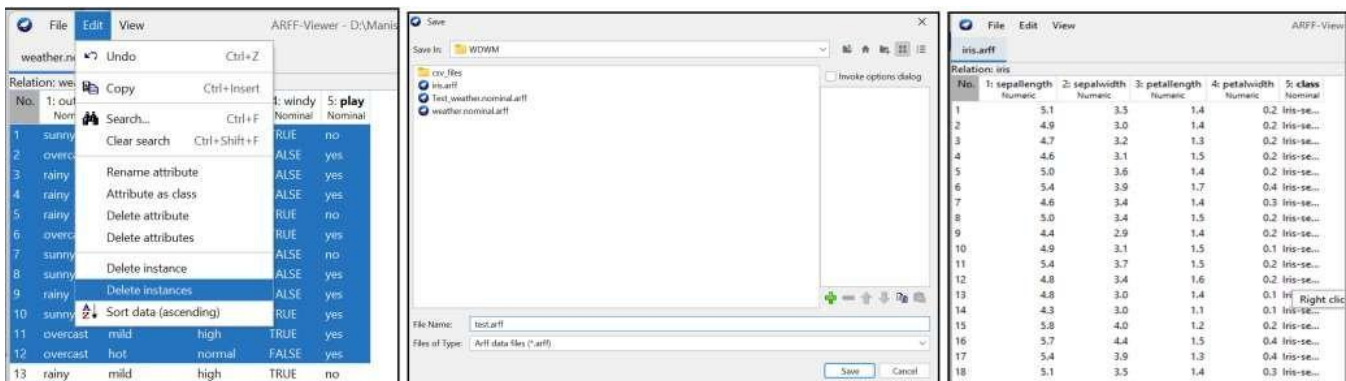 File Edit View ARFF-Viewer - D:\Manis
weather.n
Relation: wea
No. 1: out 4: windy 5: play
Nom Nominal Nominal
Undo Ctrl+Z
Copy Ctrl+Insert
Search... Ctrl+F
Clear search Ctrl+Shift+F
Rename attribute
Attribute as class
Delete attribute
Delete attributes
Delete instance
Delete instances
Sort data (ascending)
1 sunny TRUE no
2 overc ALSE yes
3 rainy ALSE yes
4 rainy ALSE yes
5 rainy RUE no
6 overc RUE yes
7 sunny ALSE no
8 sunny ALSE yes
9 rainy ALSE yes
10 sunny RUE yes
11 overcast mild high TRUE yes
12 overcast hot normal FALSE yes
13 rainy mild high TRUE no
Save
Save In: WDWM
Invoke options dialog
csv_files
iris.arff
Test_weather.nominal.arff
weather.nominal.arff
File Name: test.arff
Files of Type: Arff data files (*.arff)
Save Cancel
File Edit View ARFF-View
iris.arff
Relation: iris
No. 1: sepallength 2: sepalwidth 3: petallength 4: petalwidth 5: class
Numeric Numeric Numeric Numeric Nominal
1 5.1 3.5 1.4 0.2 Iris-se...
2 4.9 3.0 1.4 0.2 Iris-se...
3 4.7 3.2 1.3 0.2 Iris-se...
4 4.6 3.1 1.5 0.2 Iris-se...
5 5.0 3.6 1.4 0.2 Iris-se...
6 5.4 3.9 1.7 0.4 Iris-se...
7 4.6 3.4 1.4 0.3 Iris-se...
8 5.0 3.4 1.5 0.2 Iris-se...
9 4.4 2.9 1.4 0.2 Iris-se...
10 4.9 3.1 1.5 0.1 Iris-se...
11 5.4 3.7 1.5 0.2 Iris-se...
12 4.8 3.4 1.6 0.2 Iris-se...
13 4.8 3.0 1.4 0.1 Iri Right clic
14 4.3 3.0 1.1 0.1 Iris-se...
15 5.8 4.0 1.2 0.2 Iris-se...
16 5.7 4.4 1.5 0.4 Iris-se...
17 5.4 3.9 1.3 0.4 Iris-se...
18 5.1 3.5 1.4 0.3 Iris-se...